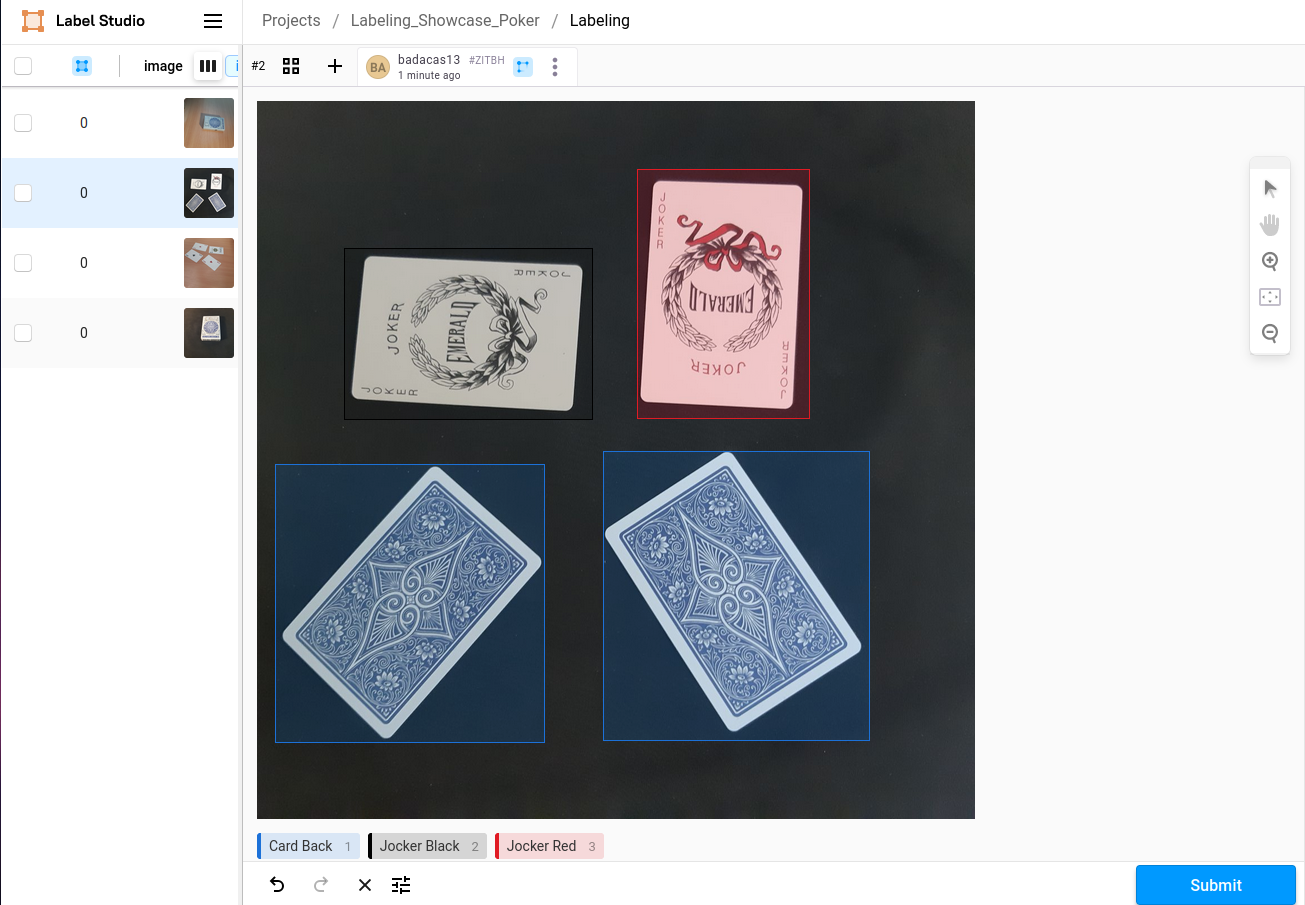 Label Studio
Projects / Labeling_Showcase_Poker / Labeling
image
i
#2
BA
badacas13 #ZITBH
1 minute ago
0
0
0
0
JOKER
JOKER
EMERALD
JOKER
JOKER
EMERALD
JOKER
JOKER
Card Back 1
Jocker Black 2
Jocker Red 3
Submit